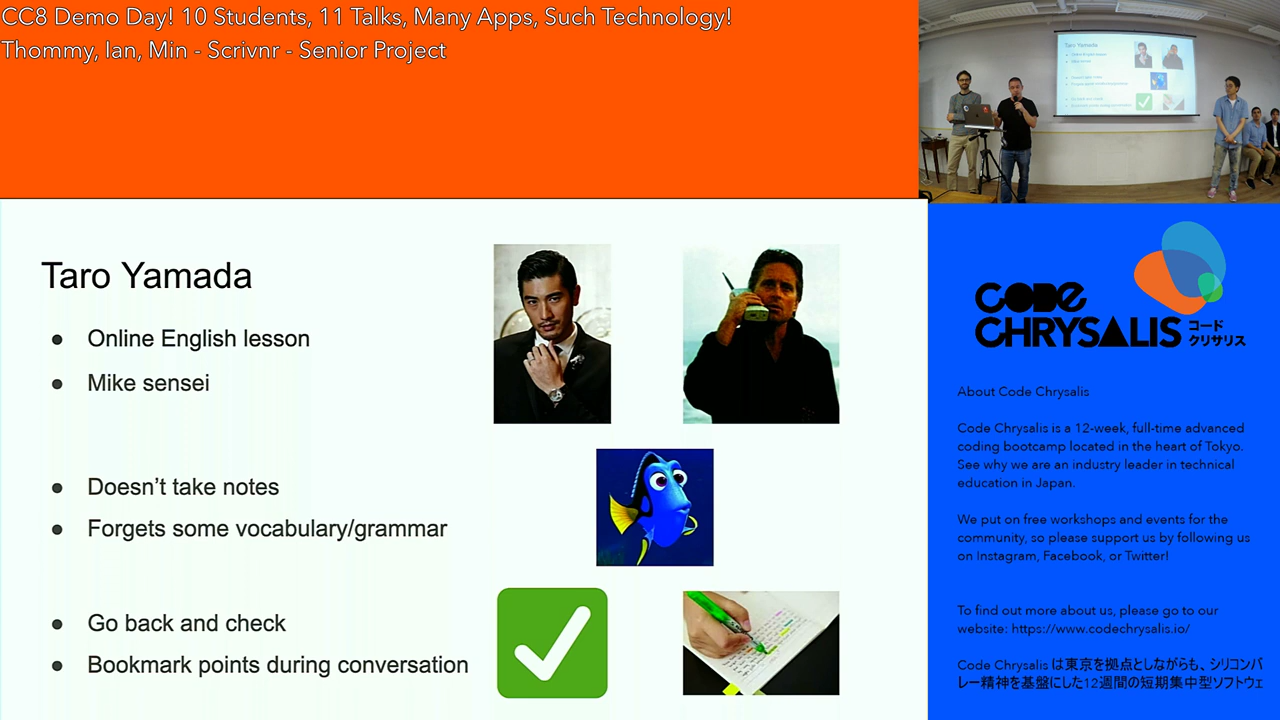 CC8 Demo Day! 10 Students, 11 Talks, Many Apps, Such Technology!
Thommy, Ian, Min - Scrivnr - Senior Project
Taro Yamada
Taro Yamada
• Online English lesson
• Mike sensei
• Doesn’t take notes
• Forgets some vocabulary/grammar
• Go back and check
• Bookmark points during conversation
CODE
CHRYSALIS コード
クリサリス
About Code Chrysalis
Code Chrysalis is a 12-week, full-time advanced
coding bootcamp located in the heart of Tokyo.
See why we are an industry leader in technical
education in Japan.
We put on free workshops and events for the
community, so please support us by following us
on Instagram, Facebook, or Twitter!
To find out more about us, please go to our
website: https://www.codechrysalis.io/
Code Chrysalis は東京を拠点としながらも、シリコンバ
レー精神を基盤にした12週間の短期集中型ソフトウェ